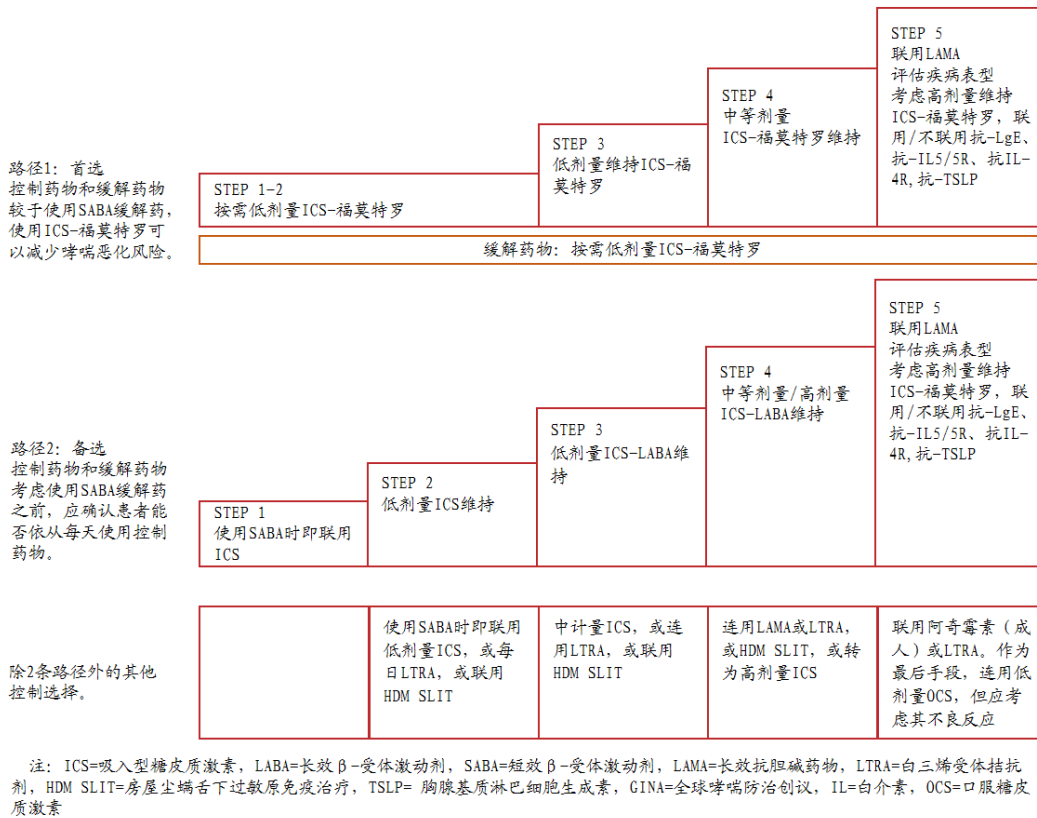 路径1: 首选
控制药物和缓解药物
较于使用SABA缓解药,
使用ICS-福莫特罗可
以减少哮喘恶化风险。
STEP 1-2
按需低剂量ICS-福莫特罗
STEP 3
低剂量维持ICS-福
莫特罗
STEP 4
中等剂量
ICS-福莫特罗维持
STEP 5
联用LAMA
评估疾病表型
考虑高剂量维持
ICS-福莫特罗, 联
用/不联用抗-LgE、
抗-IL5/5R、抗IL-
4R,抗-TSLP
缓解药物: 按需低剂量ICS-福莫特罗
路径2: 备选
控制药物和缓解药物
考虑使用SABA缓解药
之前, 应确认患者能
否依从每天使用控制
药物。
STEP 1
使用SABA时即联用
ICS
STEP 2
低剂量ICS维持
STEP 3
低剂量ICS-LABA维
持
STEP 4
中等剂量/高剂量
ICS-LABA维持
STEP 5
联用LAMA
评估疾病表型
考虑高剂量维持
ICS-福莫特罗, 联
用/不联用抗-LgE、
抗-IL5/5R、抗IL-
4R,抗-TSLP
除2条路径外的其他
控制选择。
使用SABA时即联用
低剂量ICS, 或每
日LTRA, 或联用
HDM SLIT
中计量ICS, 或连
用LTRA, 或联用
HDM SLIT
连用LAMA或LTRA,
或HDM SLIT, 或转
为高剂量ICS
联用阿奇霉素（成
人）或LTRA。作为
最后手段, 连用低
剂量OCS, 但应考
虑其不良反应
注: ICS=吸入型糖皮质激素, LABA=长效β-受体激动剂, SABA=短效β-受体激动剂, LAMA=长效抗胆碱药物, LTRA=白三烯受体拮抗
剂, HDM SLIT=房屋尘螨舌下过敏原免疫治疗, TSLP= 胸腺基质淋巴细胞生成素, GINA=全球哮喘防治创议, IL=白介素, OCS=口服糖皮
质激素